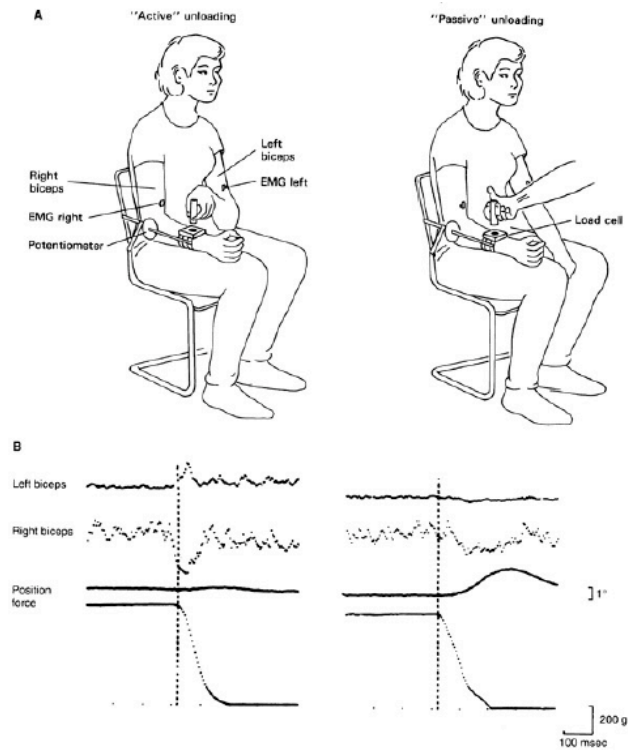 A
"Active" unloading
"Passive" unloading
Left
biceps
Right
biceps
EMG left
EMG right
Potentiometer
Load cell
B
Left biceps
Right biceps
Position
force
1°
200 g
100 msec